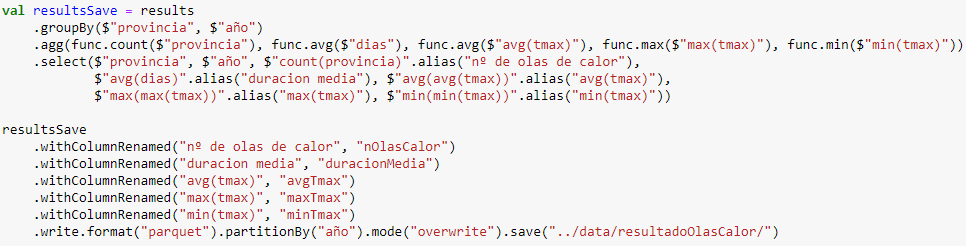 val resultsSave = results
    .groupBy($"provincia", $"año")
    .agg(func.count($"provincia"), func.avg($"dias"), func.avg($"avg(tmax)"), func.max($"max(tmax)"), func.min($"min(tmax)"))
    .select($"provincia", $"año", $"count(provincia)".alias("nº de olas de calor"),
            $"avg(dias)".alias("duracion media"), $"avg(avg(tmax))".alias("avg(tmax)"),
            $"max(max(tmax))".alias("max(tmax)"), $"min(min(tmax))".alias("min(tmax)"))

resultsSave
    .withColumnRenamed("nº de olas de calor", "nOlasCalor")
    .withColumnRenamed("duracion media", "duracionMedia")
    .withColumnRenamed("avg(tmax)", "avgTmax")
    .withColumnRenamed("max(tmax)", "maxTmax")
    .withColumnRenamed("min(tmax)", "minTmax")
    .write.format("parquet").partitionBy("año").mode("overwrite").save("../data/resultadoOlasCalor/")